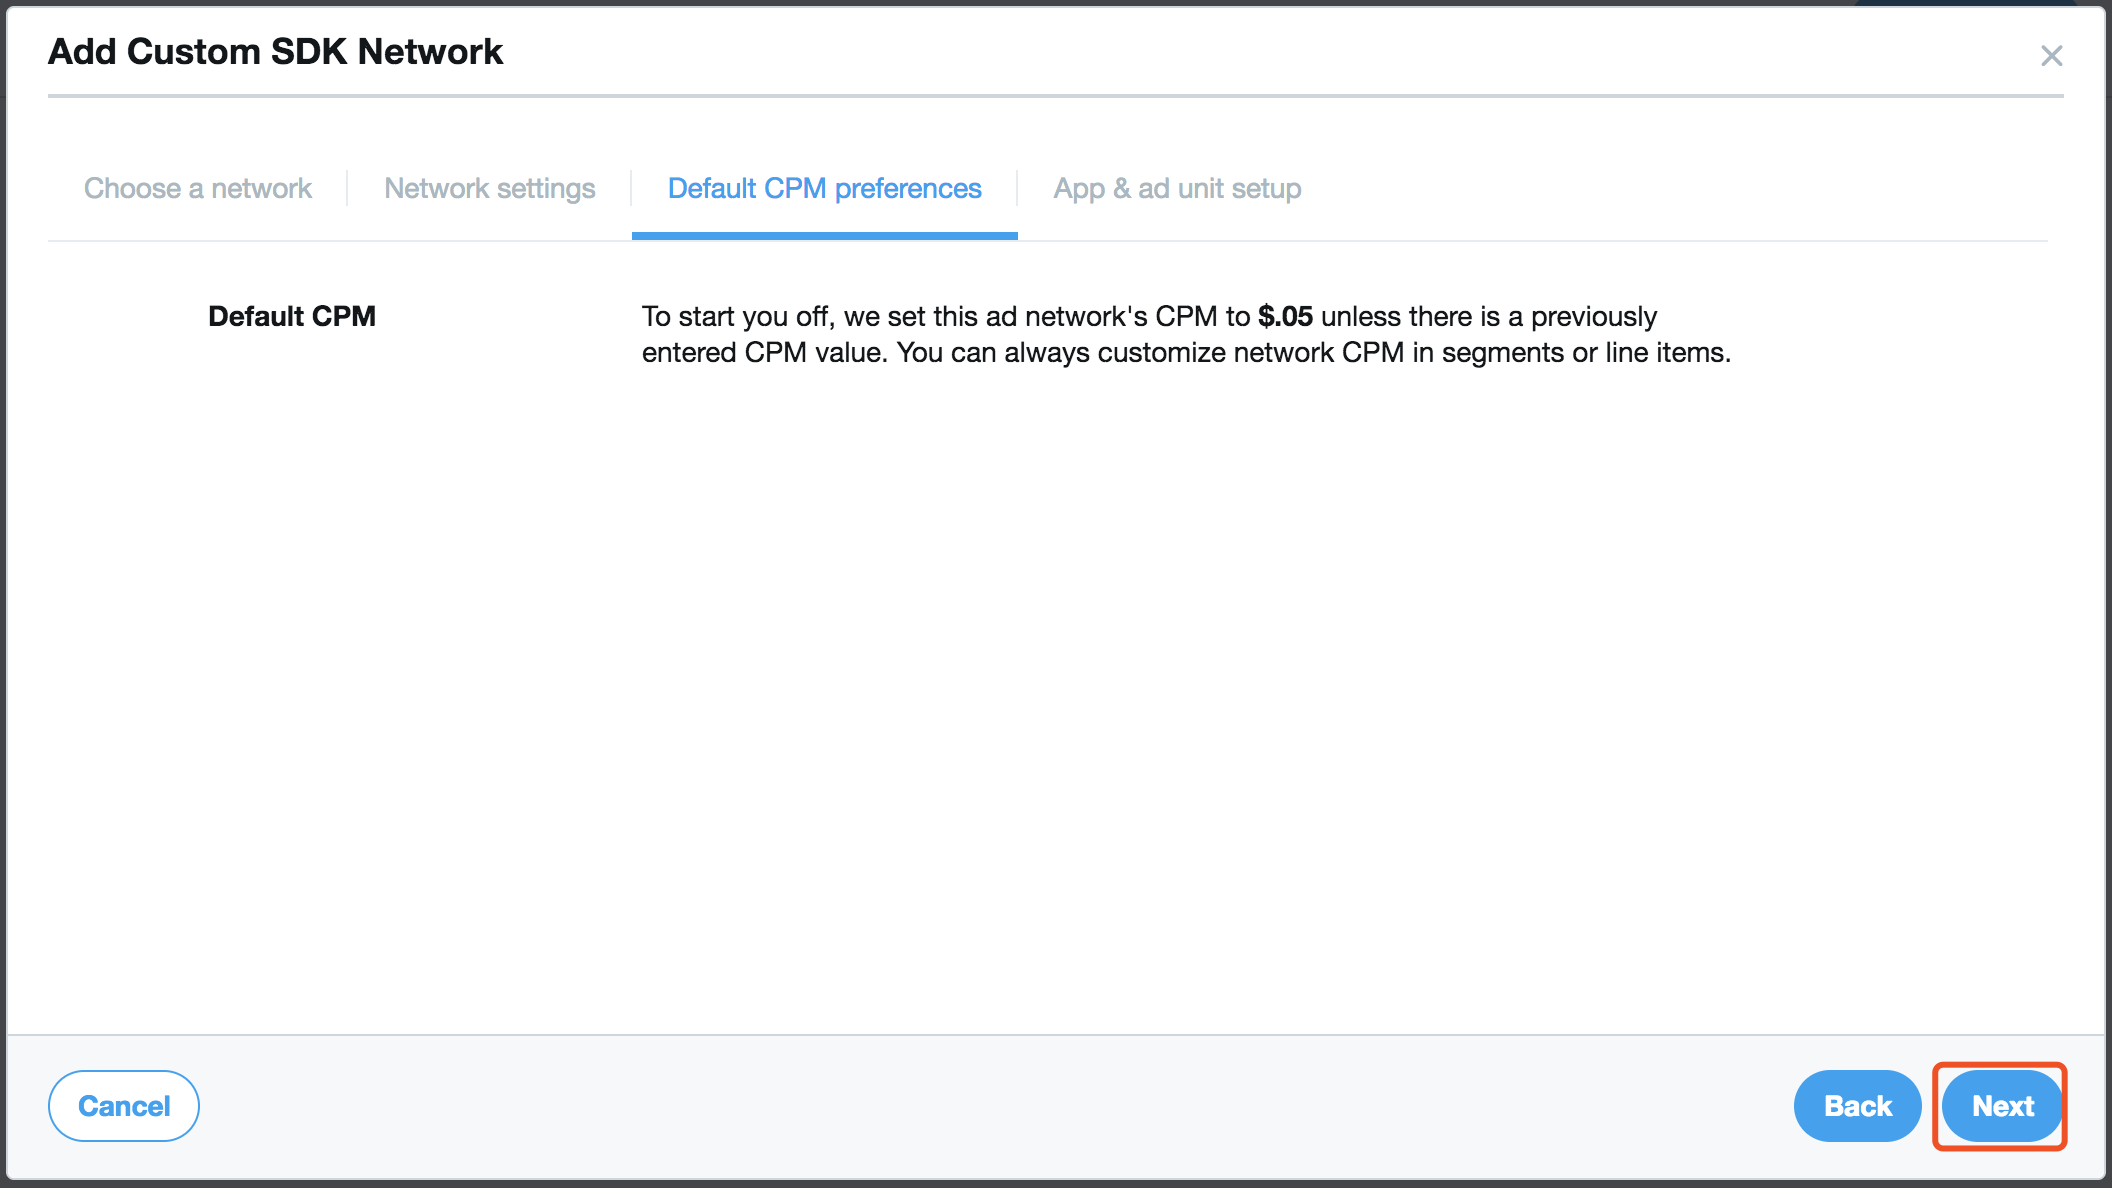 Add Custom SDK Network
Choose a network
Network settings
Default CPM preferences
App & ad unit setup
Default CPM
To start you off, we set this ad network's CPM to $.05 unless there is a previously
entered CPM value. You can always customize network CPM in segments or line items.
Cancel
Back
Next